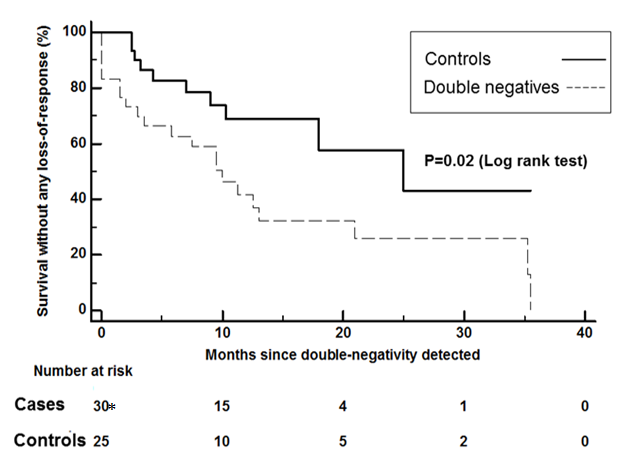 Survival without any loss-of-response (%)
100
80
60
40
20
0
Controls
Double negatives
P=0.02 (Log rank test)
0 10 20 30 40
Months since double-negativity detected
Number at risk
Cases 30* 15 4 1 0
Controls 25 10 5 2 0